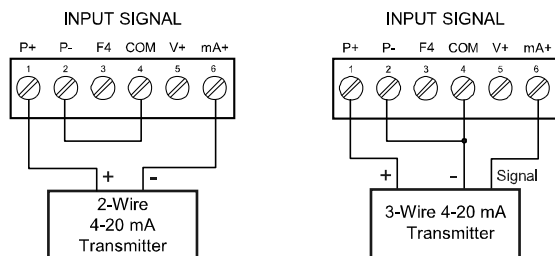 INPUT SIGNAL
P+ P- F4 COM V+ mA+
1 2 3 4 5 6
+ -
2-Wire
4-20 mA
Transmitter
INPUT SIGNAL
P+ P- F4 COM V+ mA+
1 2 3 4 5 6
+ - Signal
3-Wire 4-20 mA
Transmitter